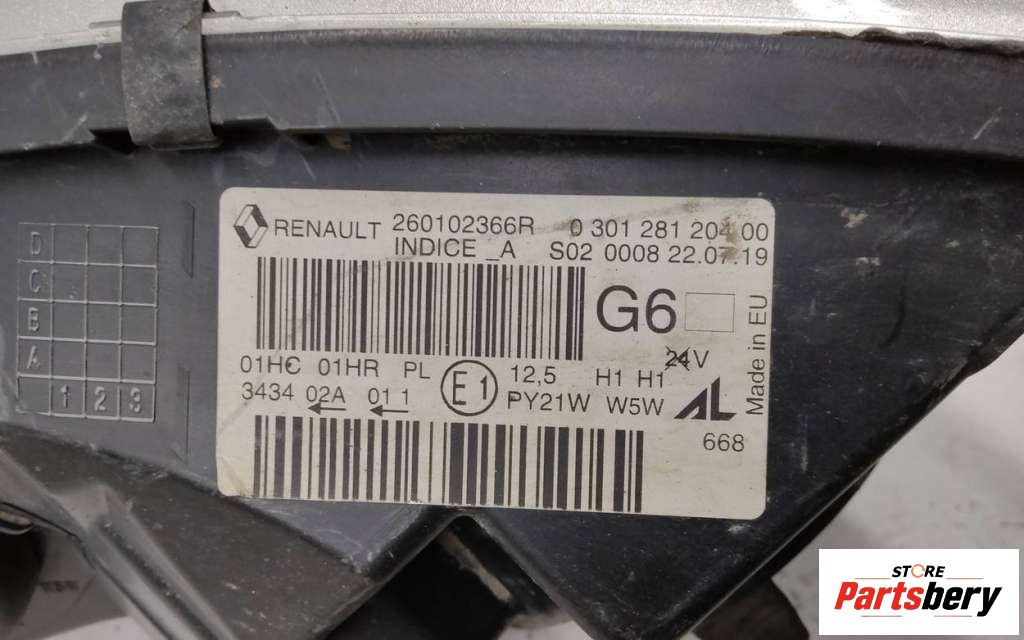 RENAULT 260102366R 0 301 281 204 00
INDICE _A S02 0008 22.07.19
G6
24V
Made in EU
01HC 01HR PL E1 12,5 H1 H1
3434 02A 01 1 PY21W W5W AL
668
D
C
B
A
1 2 3
STORE
Partsbery